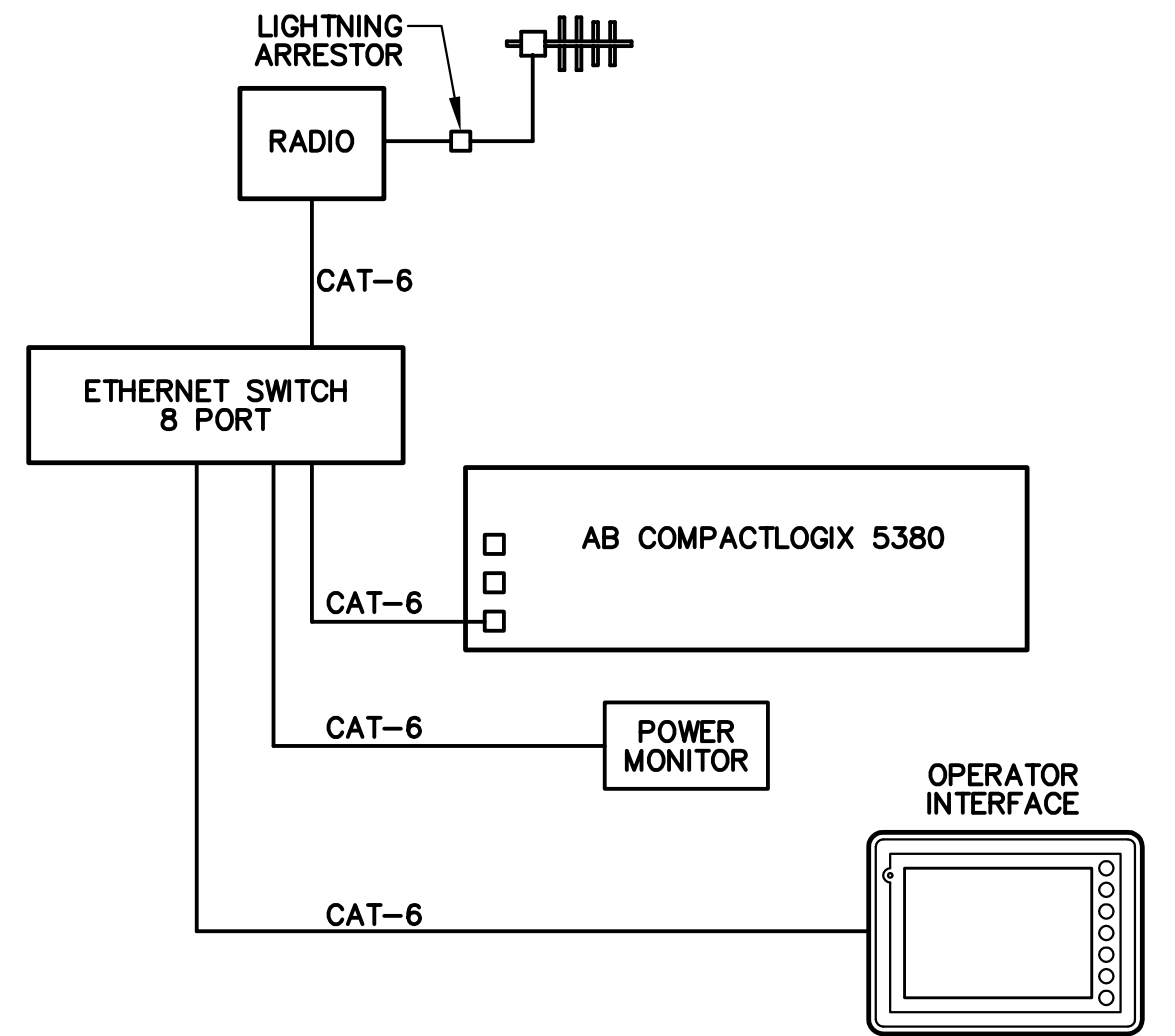 LIGHTNING
ARRESTOR
RADIO
CAT-6
ETHERNET SWITCH
8 PORT
AB COMPACTLOGIX 5380
CAT-6
CAT-6
POWER
MONITOR
OPERATOR
INTERFACE
CAT-6